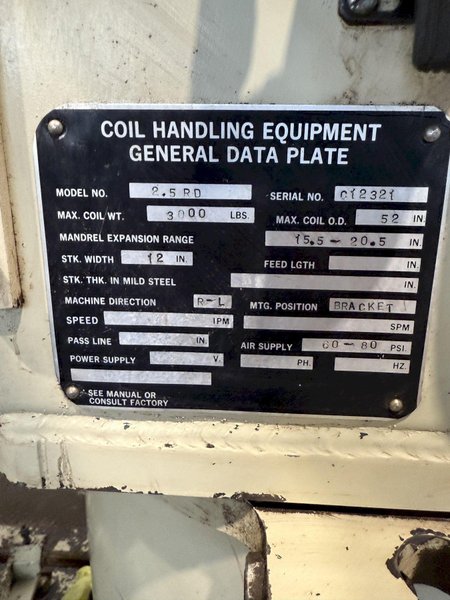 COIL HANDLING EQUIPMENT
GENERAL DATA PLATE
MODEL NO. 2.5 RD SERIAL NO. C12321
MAX. COIL WT. 3000 LBS. MAX. COIL O.D. 52 IN.
MANDREL EXPANSION RANGE 15.5 - 20.5 IN.
STK. WIDTH 12 IN. FEED LGTH IN.
STK. THK. IN MILD STEEL IN.
MACHINE DIRECTION R-L MTG. POSITION BRACKET
SPEED IPM SPM
PASS LINE IN. AIR SUPPLY 60-80 PSI.
POWER SUPPLY V. PH. HZ.
SEE MANUAL OR
CONSULT FACTORY